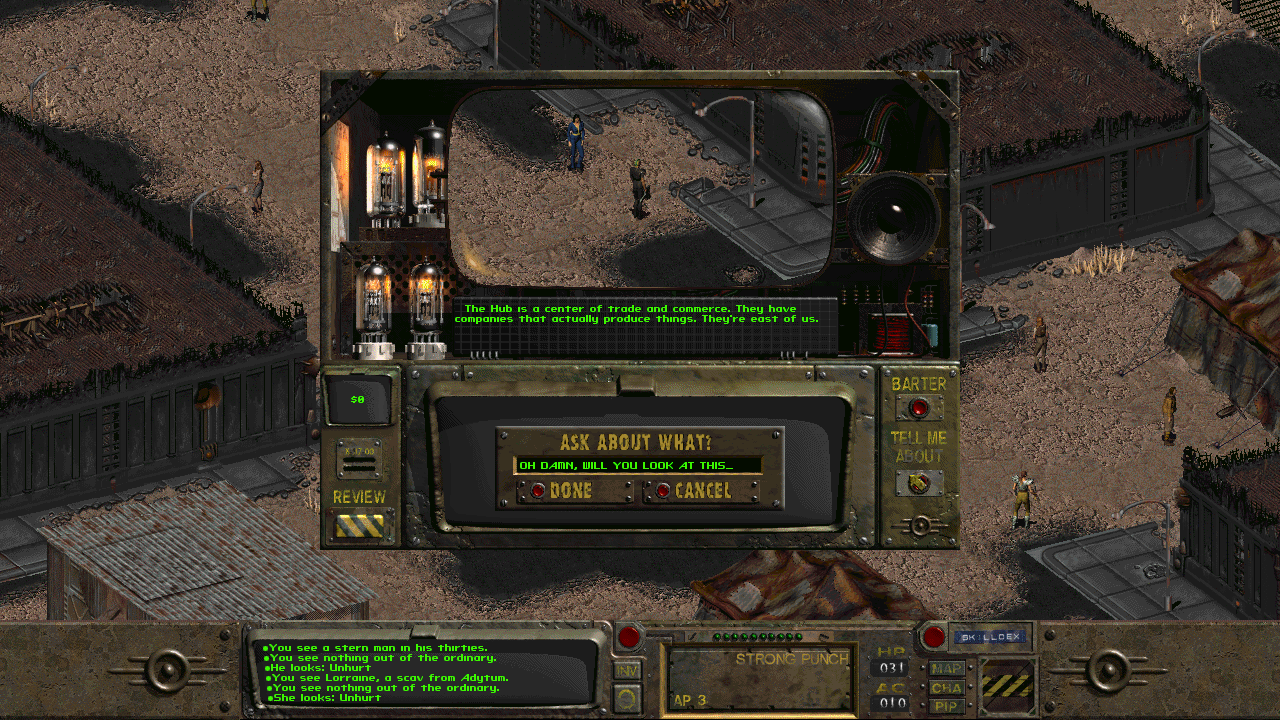 The Hub is a center of trade and commerce. They have
companies that actually produce things. They're east of us.
$0
BARTER
TELL ME
ABOUT
REVIEW
ASK ABOUT WHAT?
OH DAMN, WILL YOU LOOK AT THIS_
DONE
CANCEL
•You see a stern man in his thirties.
•You see nothing out of the ordinary.
•He looks: Unhurt
•You see Lorraine, a scav from Adytum.
•You see nothing out of the ordinary.
•She looks: Unhurt
INV
STRONG PUNCH
AP 3
HP
031
AC
010
SKILLDEX
MAP
CHA
PIP